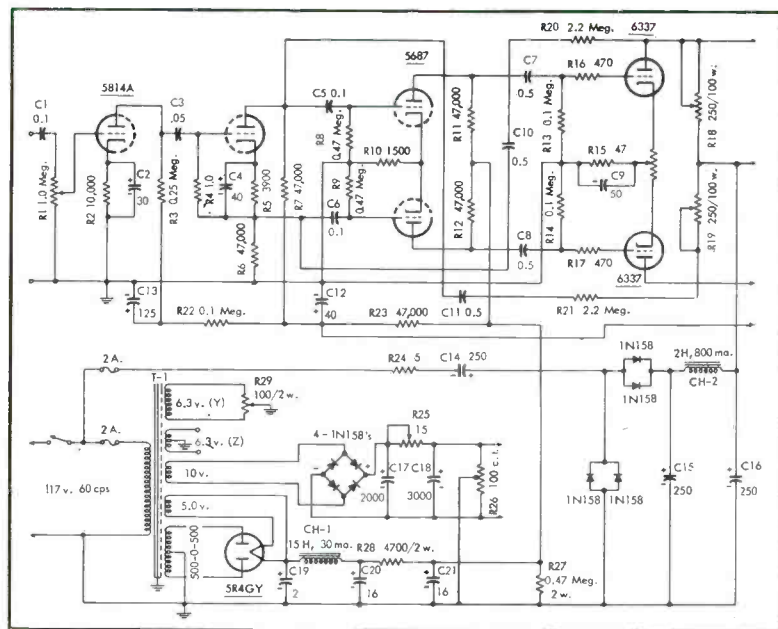 R20 2.2 Meg.
6337
5687
5814A
C1
0.1
C3
.05
C5 0.1
C7
0.5
R16 470
C10
0.5
R1 1.0 Meg.
R2 10,000
C2
30
R3 0.25 Meg.
R4 1.0
C4
40
R5 3900
R6 47,000
R7 47,000
R8
0.47 Meg.
R9
0.47 Meg.
C6
0.1
R10 1500
R11 47,000
R12 47,000
R13 0.1 Meg.
R14 0.1 Meg.
R15 47
C9
50
R18
250/100 w.
R19
250/100 w.
C8
0.5
R17 470
6337
C13
125
R22 0.1 Meg.
C12
40
R23 47,000
C11 0.5
R21 2.2 Meg.
2 A.
T-1
R24 5
C14 250
2H, 800 ma.
1N158
1N158
CH-2
6.3 v. (Y)
R29
100/2 w.
2 A.
6.3 v. (Z)
R25
15
4 - 1N158's
10 v.
117 v. 60 cps
C17
2000
C18
3000
R26
100 c.t.
1N158
1N158
C15
250
C16
250
5.0 v.
CH-1
15 H, 30 ma.
R28 4700/2 w.
500-0-500
5R4GY
C19
2
C20
16
C21
16
R27
0.47 Meg.
2 w.